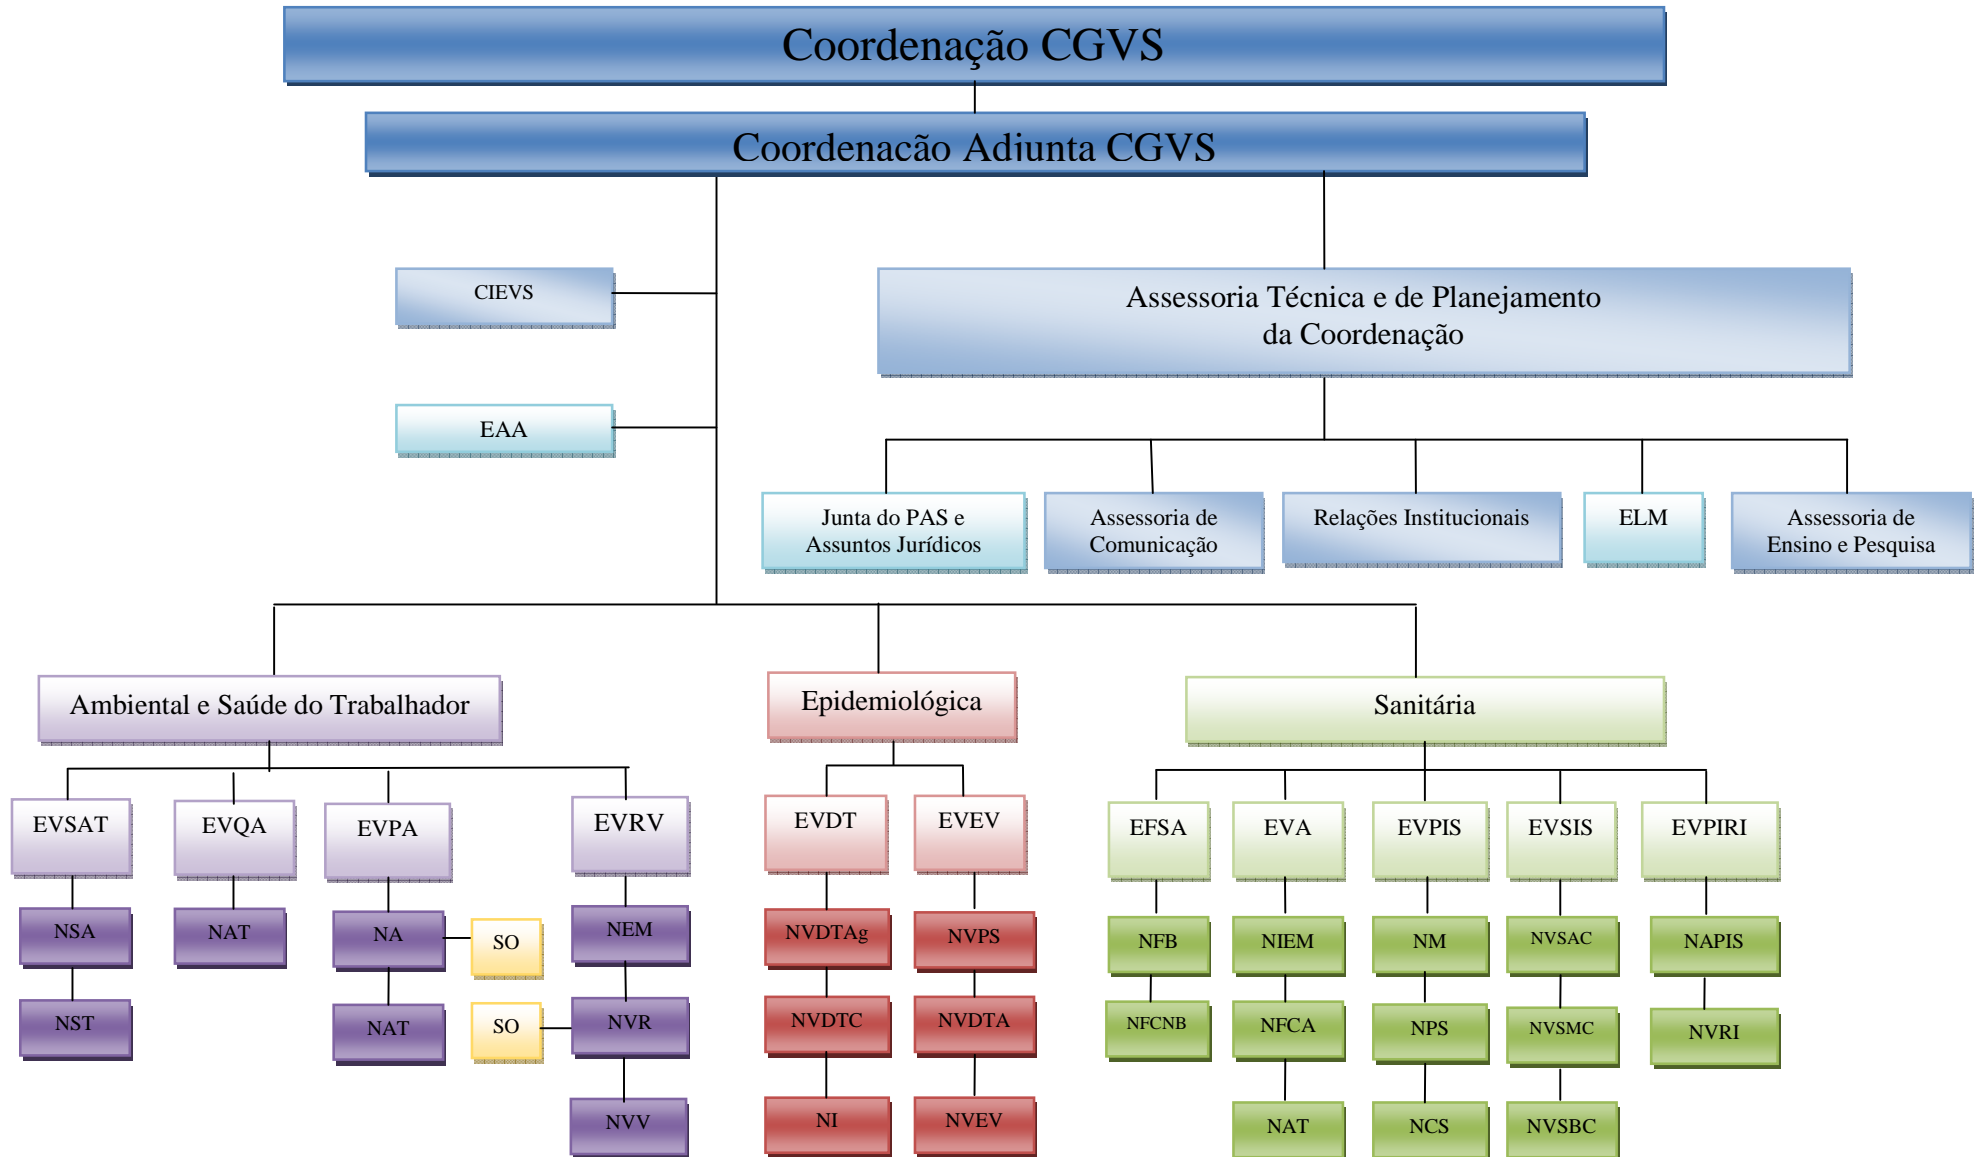 Coordenação CGVS
Coordenacão Adiunta CGVS
CIEVS
Assessoria Técnica e de Planejamento
da Coordenação
EAA
Junta do PAS e
Assuntos Jurídicos
Assessoria de
Comunicação
Relações Institucionais
ELM
Assessoria de
Ensino e Pesquisa
Ambiental e Saúde do Trabalhador
Epidemiológica
Sanitária
EVSAT
EVQA
EVPA
EVRV
EVDT
EVEV
EFSA
EVA
EVPIS
EVSIS
EVPIRI
NSA
NAT
NA
SO
NEM
NVDTAg
NVPS
NFB
NIEM
NM
NVSAC
NAPIS
NST
NAT
SO
NVR
NVDTC
NVDTA
NFCNB
NFCA
NPS
NVSMC
NVRI
NVV
NI
NVEV
NAT
NCS
NVSBC